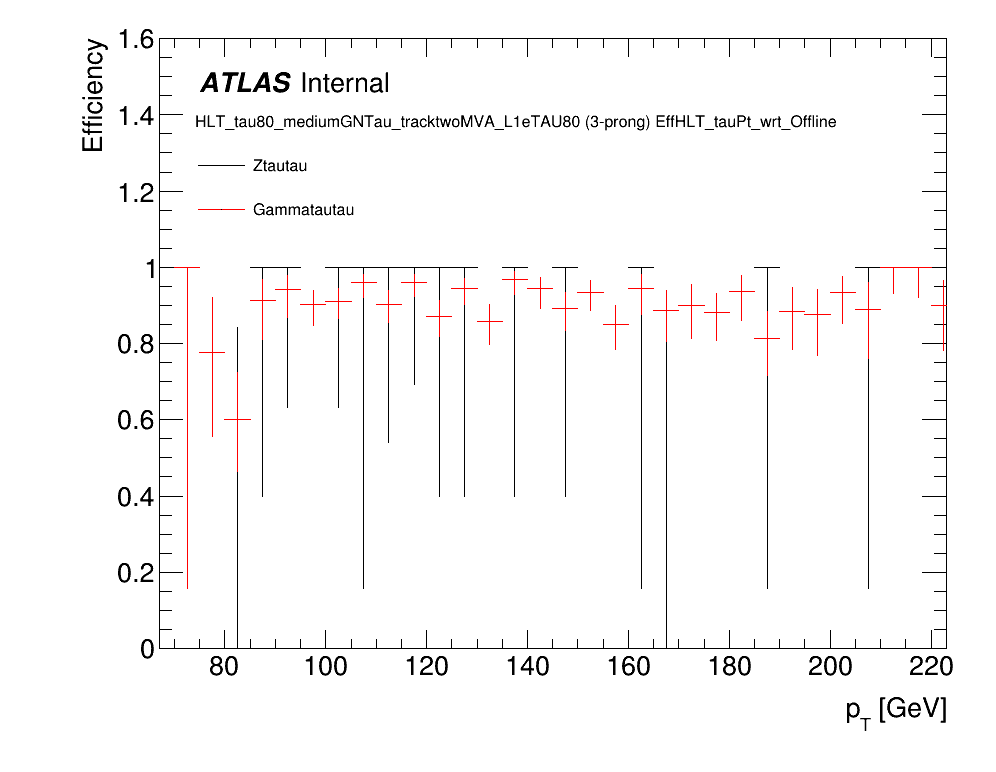 1.6
1.4
1.2
1
0.8
0.6
0.4
0.2
0
Efficiency
ATLAS Internal
HLT_tau80_mediumGNTau_tracktwoMVA_L1eTAU80 (3-prong) EffHLT_tauPt_wrt_Offline
Ztautau
Gammatautau
80 100 120 140 160 180 200 220
p_T [GeV]